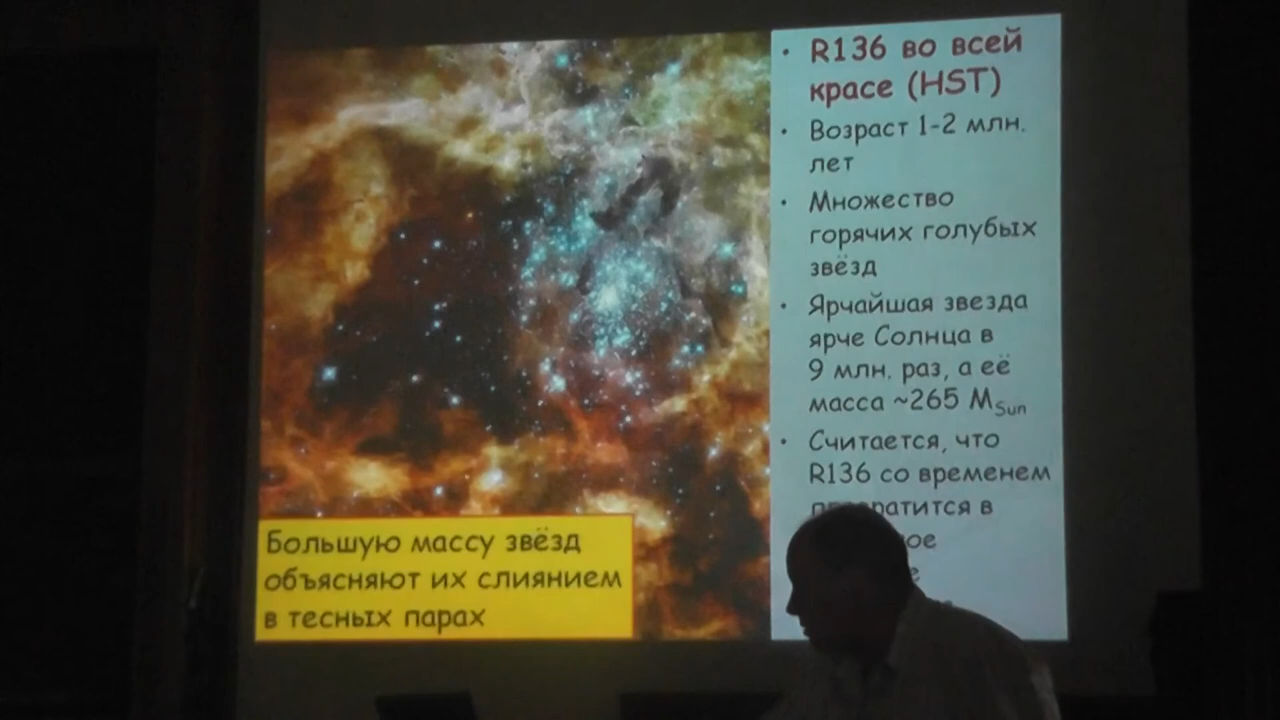 R136 во всей
красе (HST)
Возраст 1-2 млн.
лет
Множество
горячих голубых
звёзд
Ярчайшая звезда
ярче Солнца в
9 млн. раз, а её
масса ~265 MSun
Считается, что
R136 со временем
в
Большую массу звёзд
объясняют их слиянием
в тесных парах